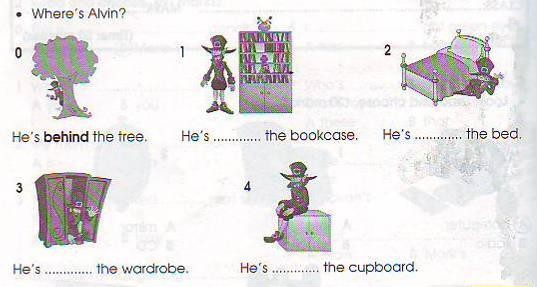 • Where's Alvin?
0
1
2
He's behind the tree.
He's ............. the bookcase.
He's ............. the bed.
3
4
He's ............. the wardrobe.
He's ............. the cupboard.